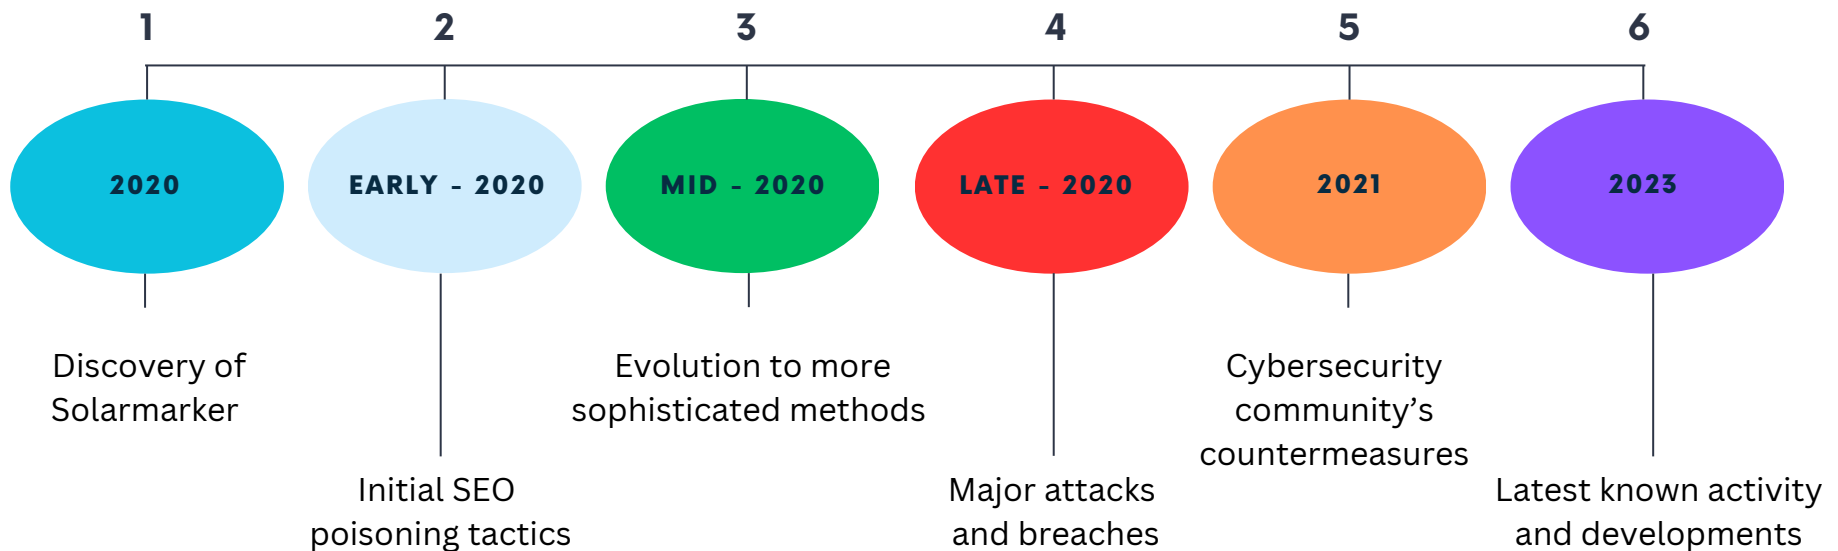 1
2
3
4
5
6
2020
EARLY - 2020
MID - 2020
LATE - 2020
2021
2023
Discovery of
Solarmarker
Initial SEO
poisoning tactics
Evolution to more
sophisticated methods
Major attacks
and breaches
Cybersecurity
community’s
countermeasures
Latest known activity
and developments